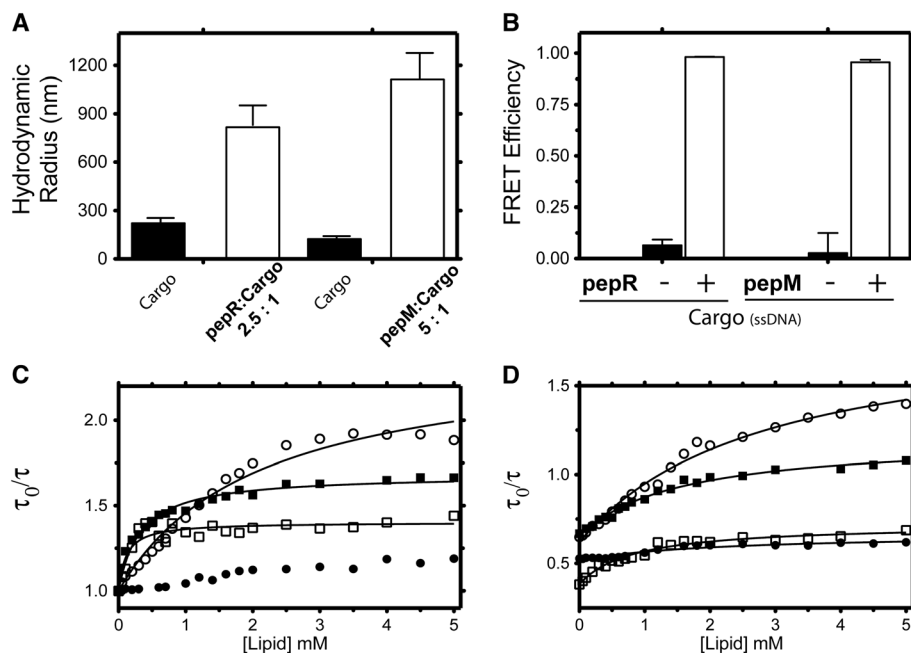 A
Hydrodynamic
Radius (nm)
1200
900
600
300
0
Cargo
pepR:Cargo
2.5 : 1
Cargo
pepM:Cargo
5 : 1
B
FRET Efficiency
1.00
0.75
0.50
0.25
0.00
pepR - + pepM - +
Cargo (ssDNA)
C
τ0/τ
2.0
1.5
1.0
0 1 2 3 4 5
[Lipid] mM
D
τ0/τ
1.5
1.0
0.5
0 1 2 3 4 5
[Lipid] mM